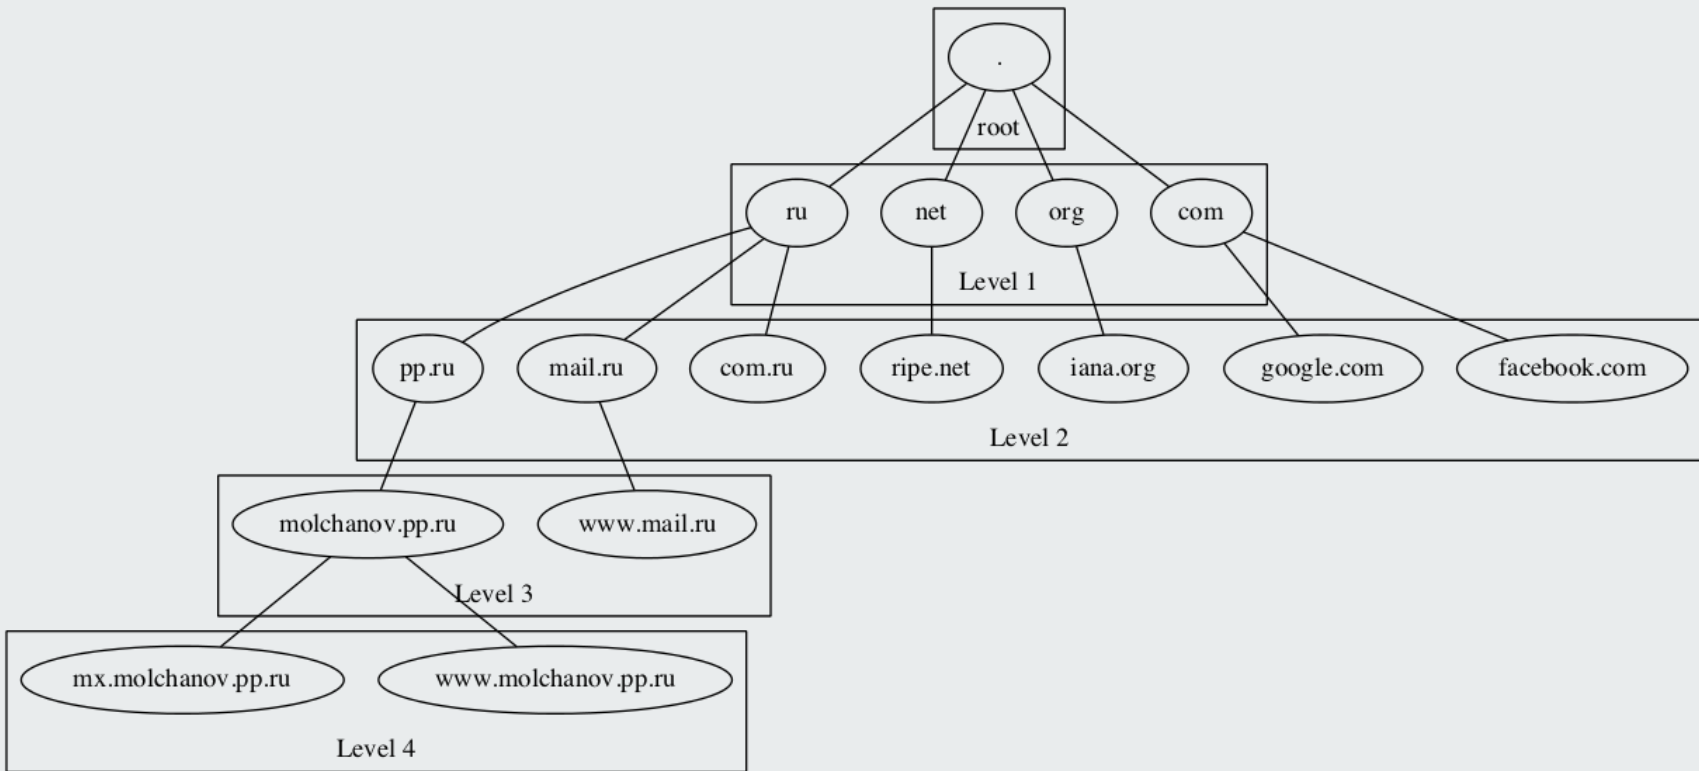 .
root
ru
net
org
com
Level 1
pp.ru
mail.ru
com.ru
ripe.net
iana.org
google.com
facebook.com
Level 2
molchanov.pp.ru
www.mail.ru
Level 3
mx.molchanov.pp.ru
www.molchanov.pp.ru
Level 4